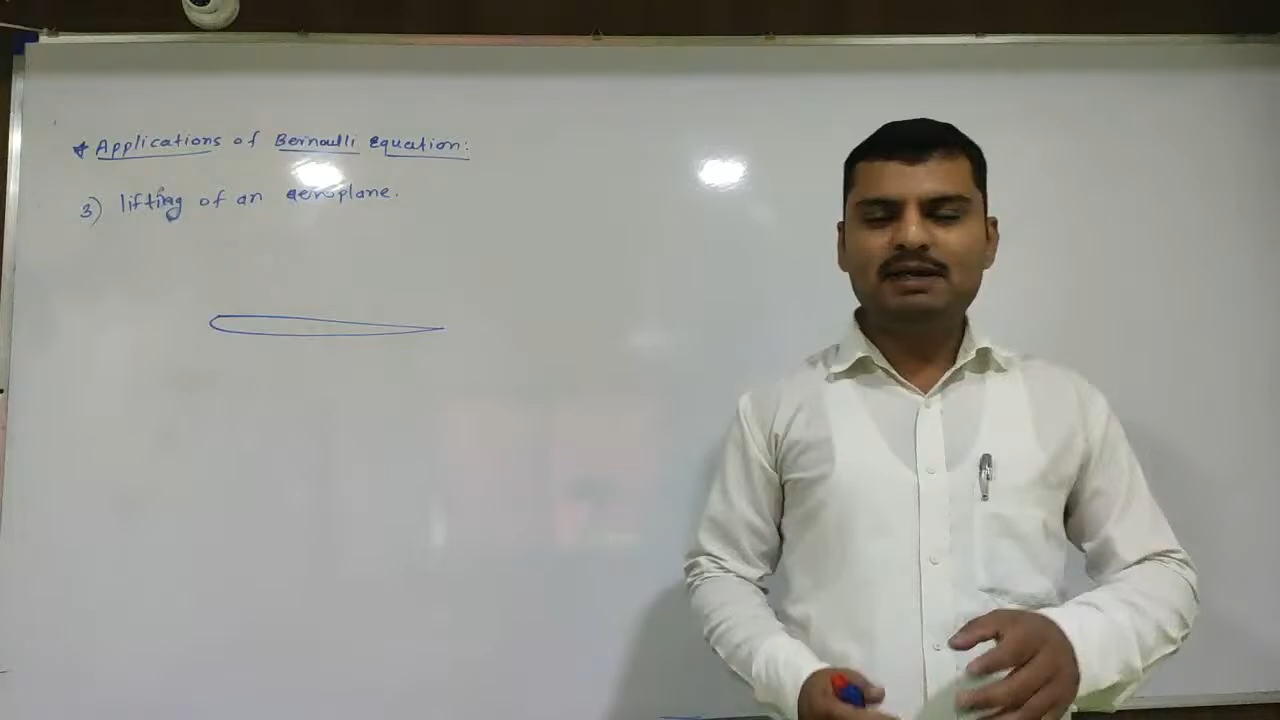 * Applications of Bernoulli Equation:
3) lifting of an aeroplane.